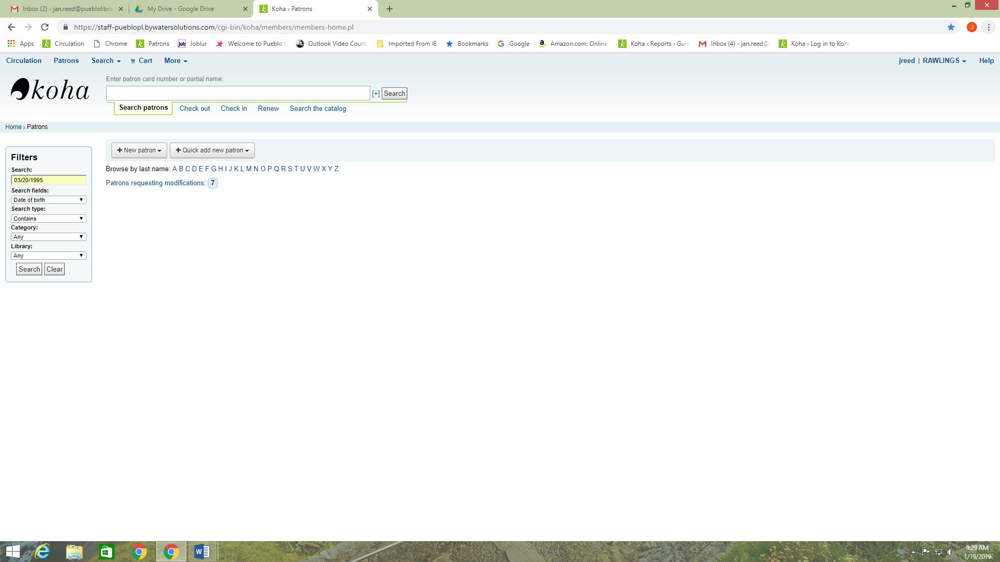 Inbox (2) - jan.reed@pueblolibra
My Drive - Google Drive
Koha › Patrons
https://staff-pueblopl.bywatersolutions.com/cgi-bin/koha/members/members-home.pl
J
Apps
Circulation
Chrome
Patrons
job Joblur
Welcome to Pueblo
Outlook Video Cours
Imported From IE
Bookmarks
Google
Amazon.com: Online
Koha › Reports › Guid
Inbox (4) - jan.reed@
Koha › Log in to Koha
Circulation Patrons Search Cart More
jreed | RAWLINGS Help
koha
Enter patron card number or partial name:
[+] Search
Search patrons Check out Check in Renew Search the catalog
Home › Patrons
Filters
Search:
03/20/1995
Search fields:
Date of birth
Search type:
Contains
Category:
Any
Library:
Any
Search Clear
+ New patron + Quick add new patron
Browse by last name: A B C D E F G H I J K L M N O P Q R S T U V W X Y Z
Patrons requesting modifications: 7
9:29 AM
1/19/2019